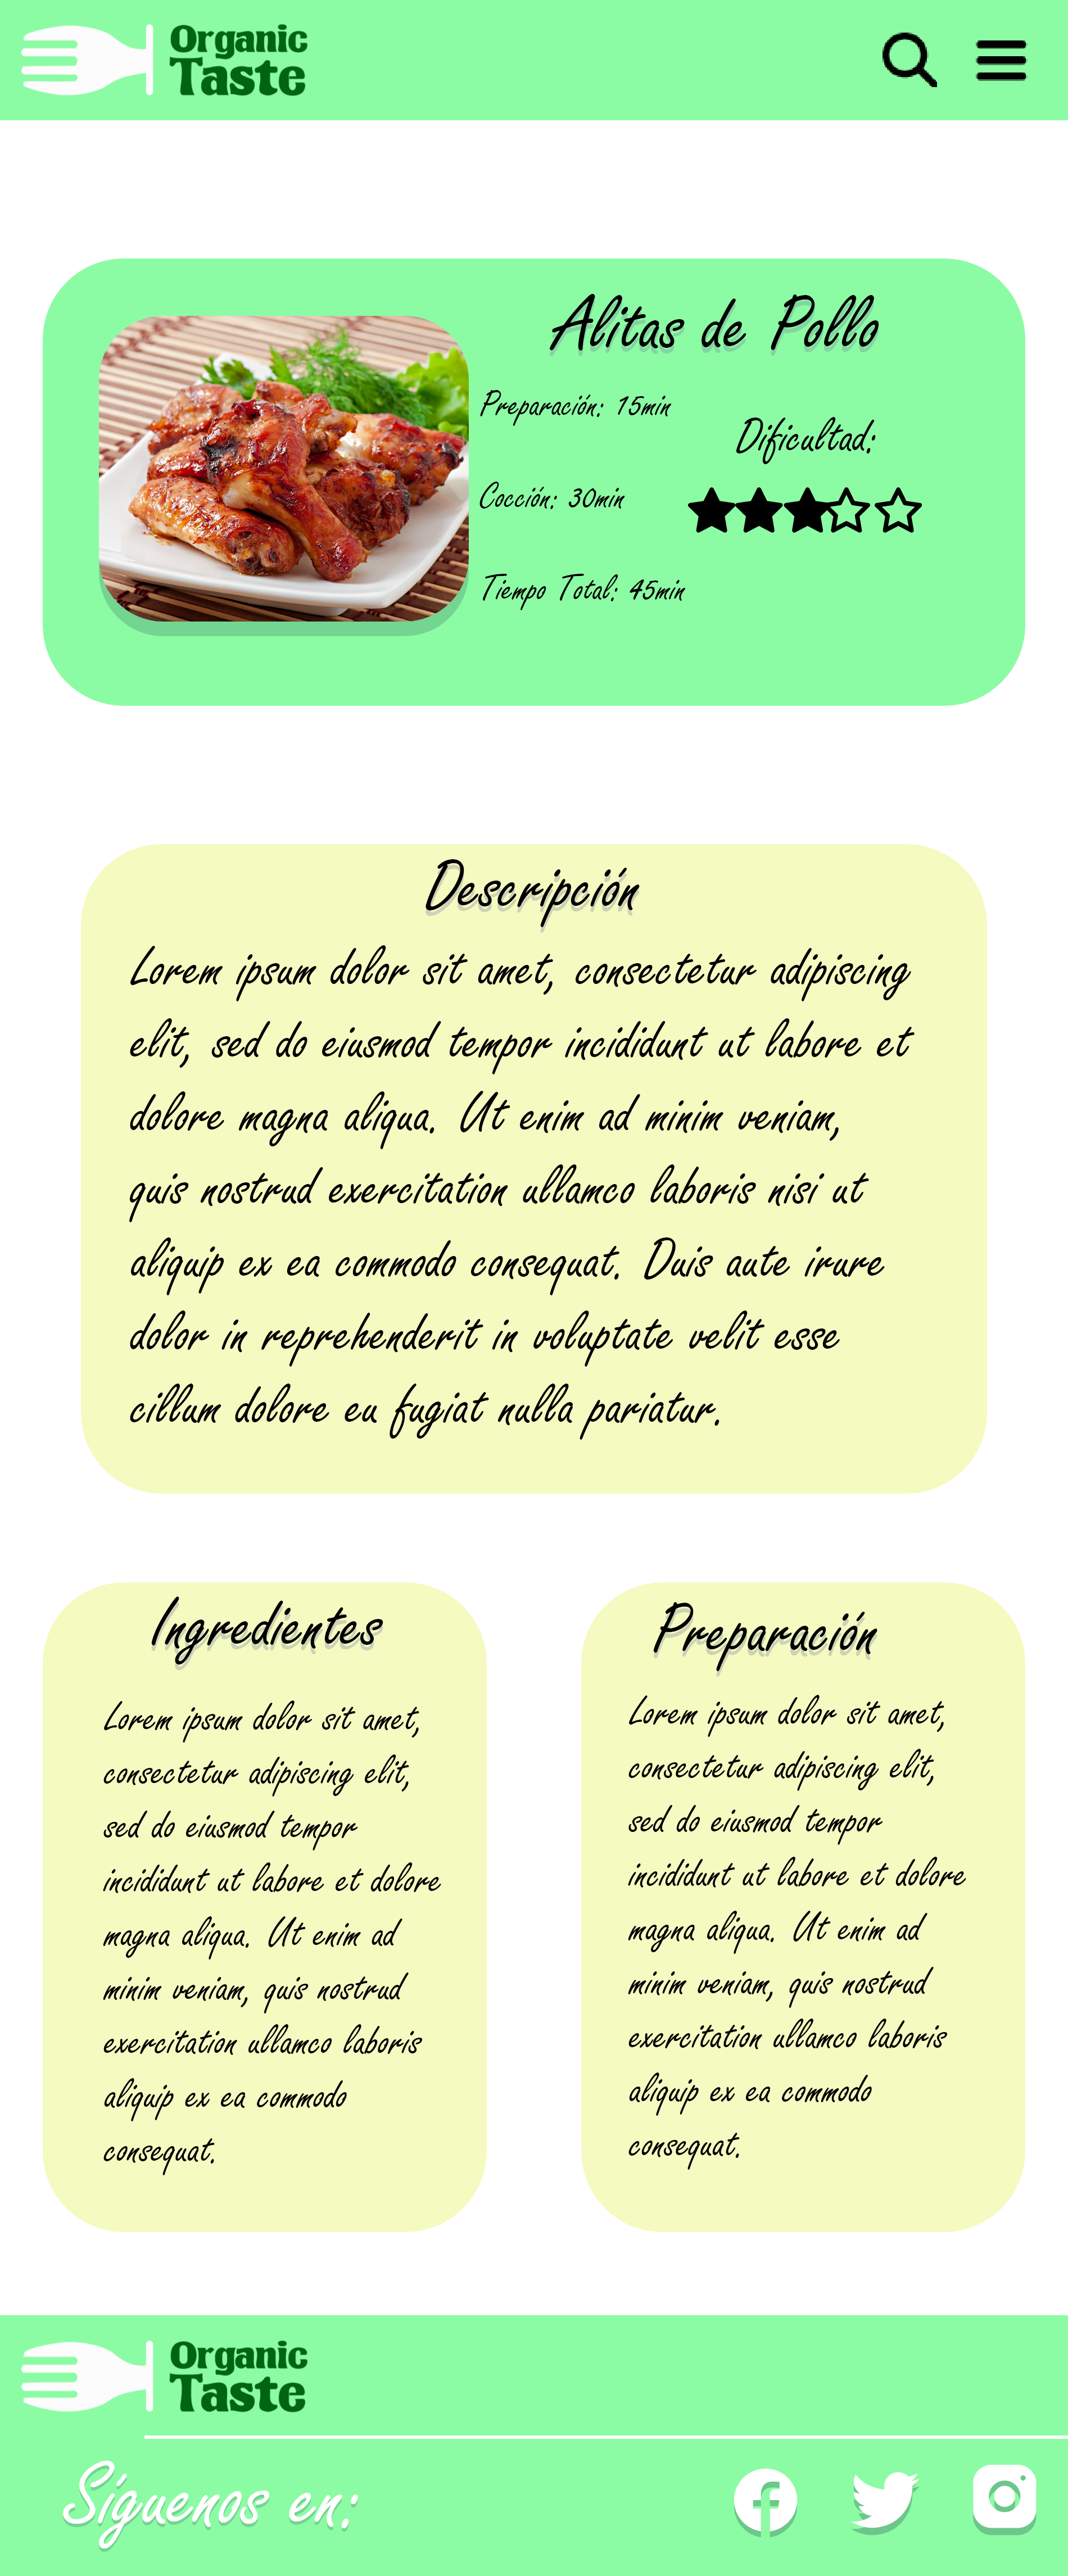 Organic
Taste
Alitas de Pollo
Preparación: 15min
Dificultad:
Cocción: 30min
Tiempo Total: 45min
Descripción
Lorem ipsum dolor sit amet, consectetur adipiscing
elit, sed do eiusmod tempor incididunt ut labore et
dolore magna aliqua. Ut enim ad minim veniam,
quis nostrud exercitation ullamco laboris nisi ut
aliquip ex ea commodo consequat. Duis aute irure
dolor in reprehenderit in voluptate velit esse
cillum dolore eu fugiat nulla pariatur.
Ingredientes
Lorem ipsum dolor sit amet,
consectetur adipiscing elit,
sed do eiusmod tempor
incididunt ut labore et dolore
magna aliqua. Ut enim ad
minim veniam, quis nostrud
exercitation ullamco laboris
aliquip ex ea commodo
consequat.
Preparación
Lorem ipsum dolor sit amet,
consectetur adipiscing elit,
sed do eiusmod tempor
incididunt ut labore et dolore
magna aliqua. Ut enim ad
minim veniam, quis nostrud
exercitation ullamco laboris
aliquip ex ea commodo
consequat.
Organic
Taste
Síguenos en: